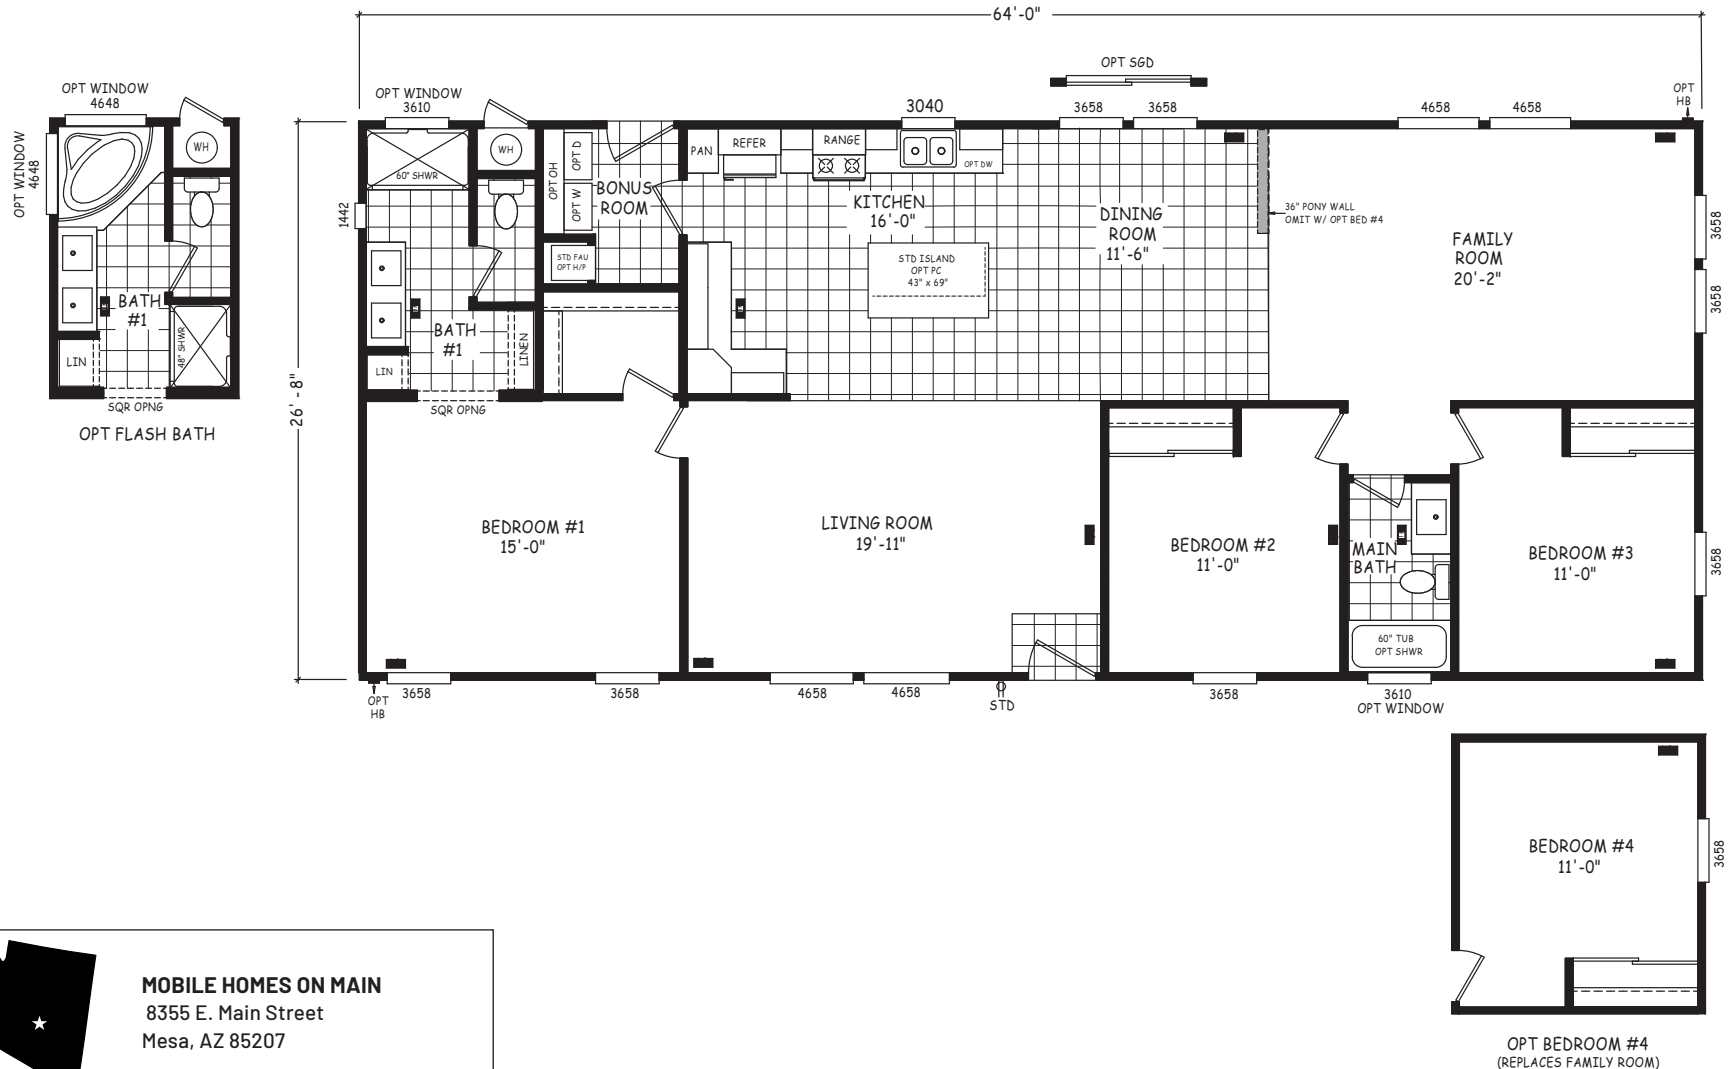 64'-0"
OPT SGD
OPT WINDOW
4648
OPT WINDOW
4648
WH
BATH
#1
LIN
48" SHWR
SQR OPNG
OPT FLASH BATH
OPT WINDOW
3610
3040
3658
3658
4658
4658
OPT
HB
26'-8"
1442
60" SHWR
WH
OPT OH
OPT D
OPT W
BONUS
ROOM
STD FAU
OPT H/P
BATH
#1
LIN
LINEN
SQR OPNG
PAN
REFER
RANGE
OPT DW
KITCHEN
16'-0"
STD ISLAND
OPT PC
43" x 69"
DINING
ROOM
11'-6"
36" PONY WALL
OMIT W/ OPT BED #4
FAMILY
ROOM
20'-2"
3658
3658
BEDROOM #1
15'-0"
LIVING ROOM
19'-11"
BEDROOM #2
11'-0"
MAIN
BATH
60" TUB
OPT SHWR
BEDROOM #3
11'-0"
3658
OPT
HB
3658
3658
4658
4658
STD
3658
3610
OPT WINDOW
BEDROOM #4
11'-0"
3658
OPT BEDROOM #4
(REPLACES FAMILY ROOM)
MOBILE HOMES ON MAIN
8355 E. Main Street
Mesa, AZ 85207